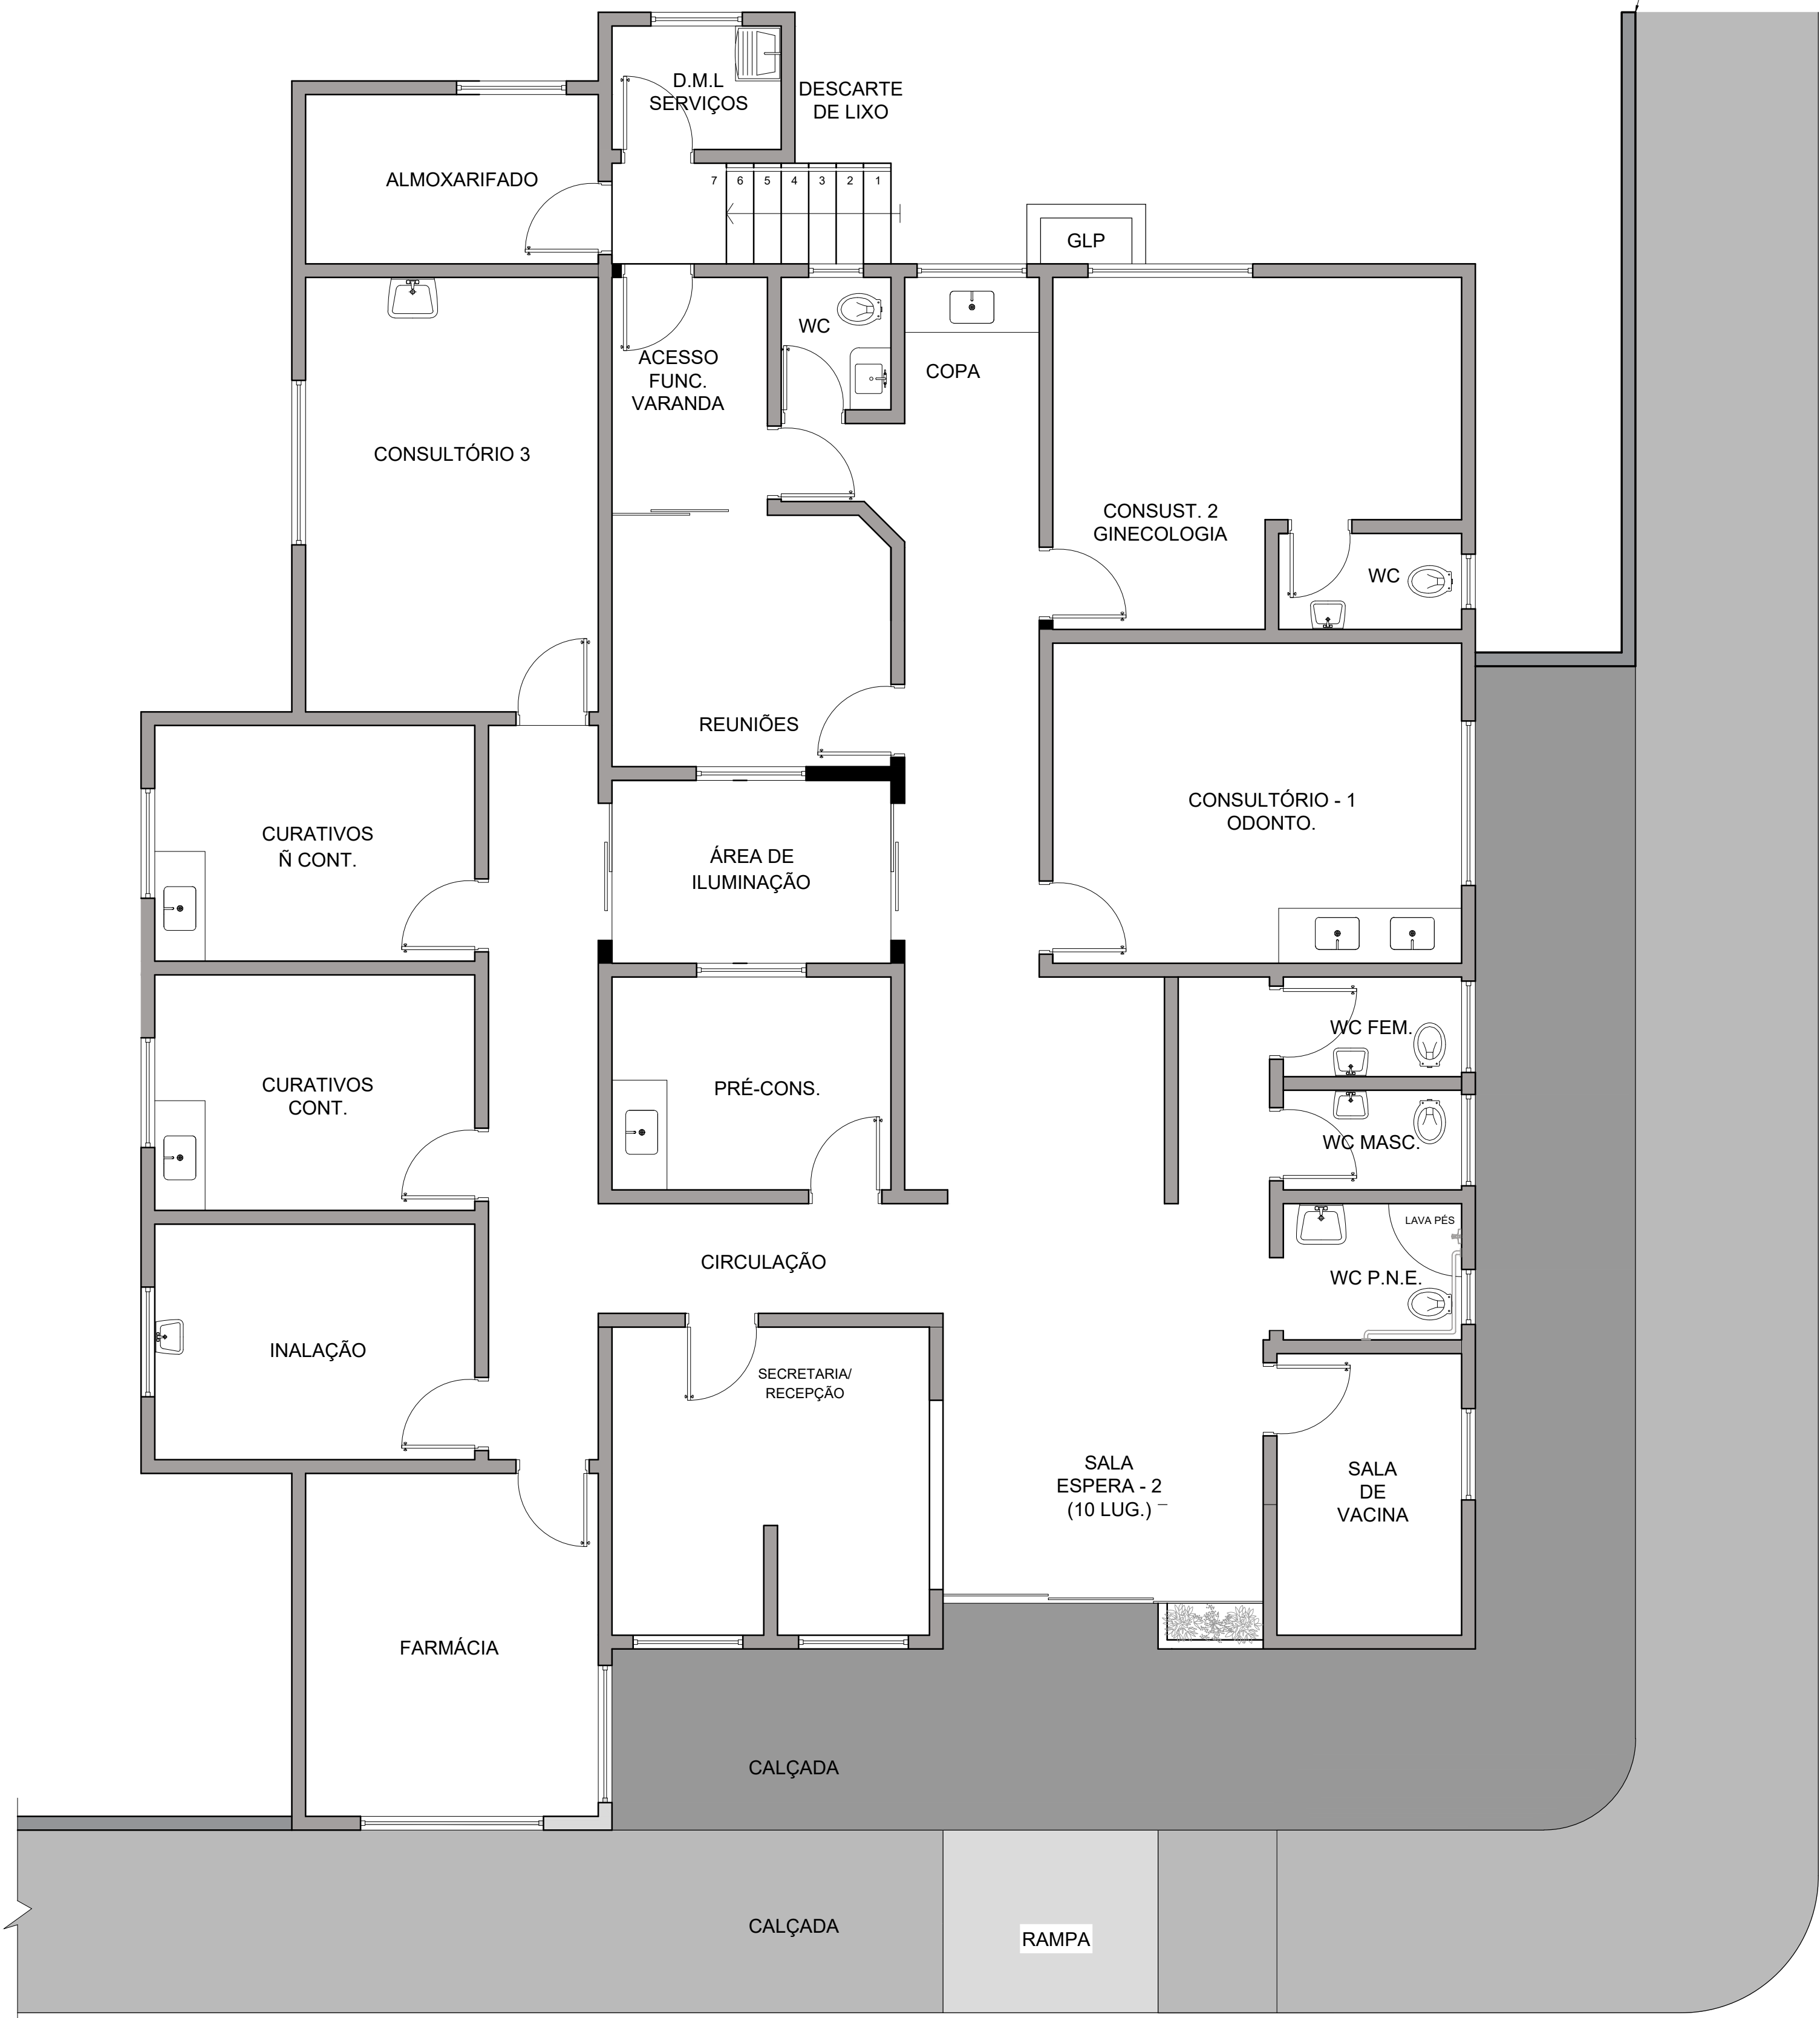 D.M.L
SERVIÇOS
DESCARTE
DE LIXO
ALMOXARIFADO
7 6 5 4 3 2 1
GLP
WC
ACESSO
FUNC.
VARANDA
COPA
CONSULTÓRIO 3
CONSUST. 2
GINECOLOGIA
WC
REUNIÕES
CONSULTÓRIO - 1
ODONTO.
CURATIVOS
Ñ CONT.
ÁREA DE
ILUMINAÇÃO
WC FEM.
CURATIVOS
CONT.
PRÉ-CONS.
WC MASC.
LAVA PÉS
CIRCULAÇÃO
WC P.N.E.
INALAÇÃO
SECRETARIA/
RECEPÇÃO
SALA
ESPERA - 2
(10 LUG.)
SALA
DE
VACINA
FARMÁCIA
CALÇADA
CALÇADA
RAMPA